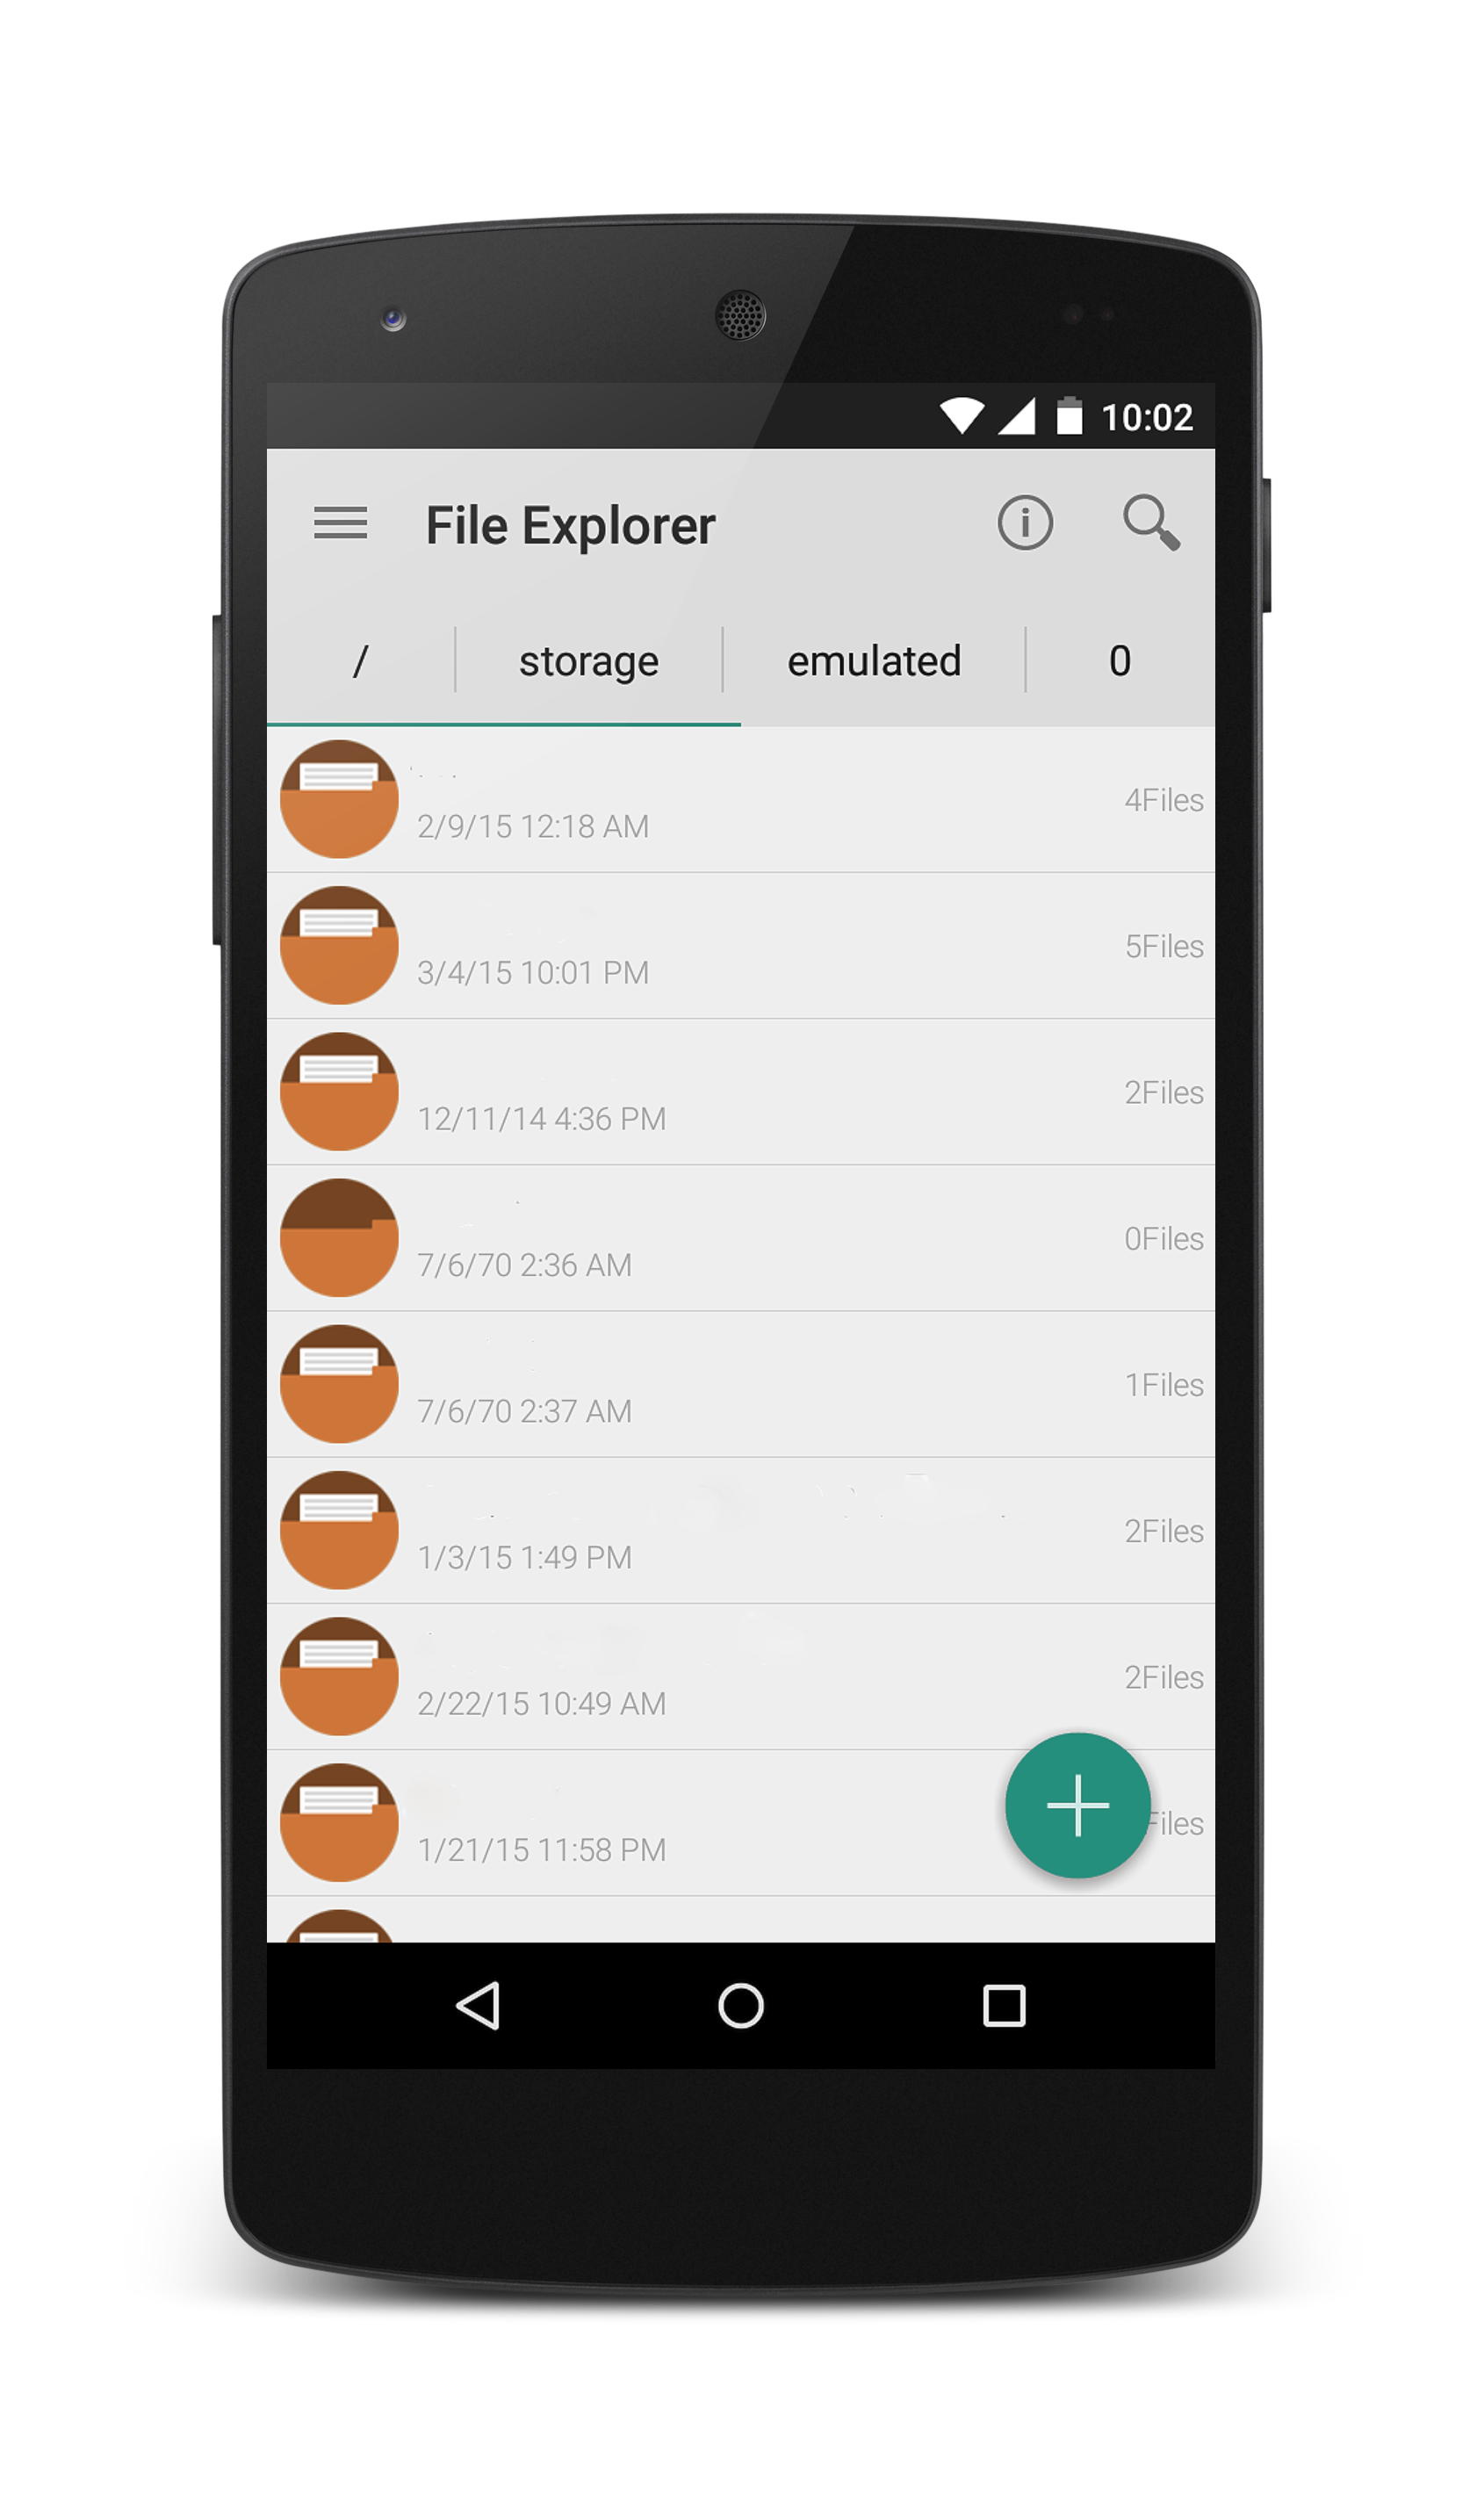 10:02
File Explorer
/ storage emulated 0
2/9/15 12:18 AM
4Files
3/4/15 10:01 PM
5Files
12/11/14 4:36 PM
2Files
7/6/70 2:36 AM
0Files
7/6/70 2:37 AM
1Files
1/3/15 1:49 PM
2Files
2/22/15 10:49 AM
2Files
1/21/15 11:58 PM
Files